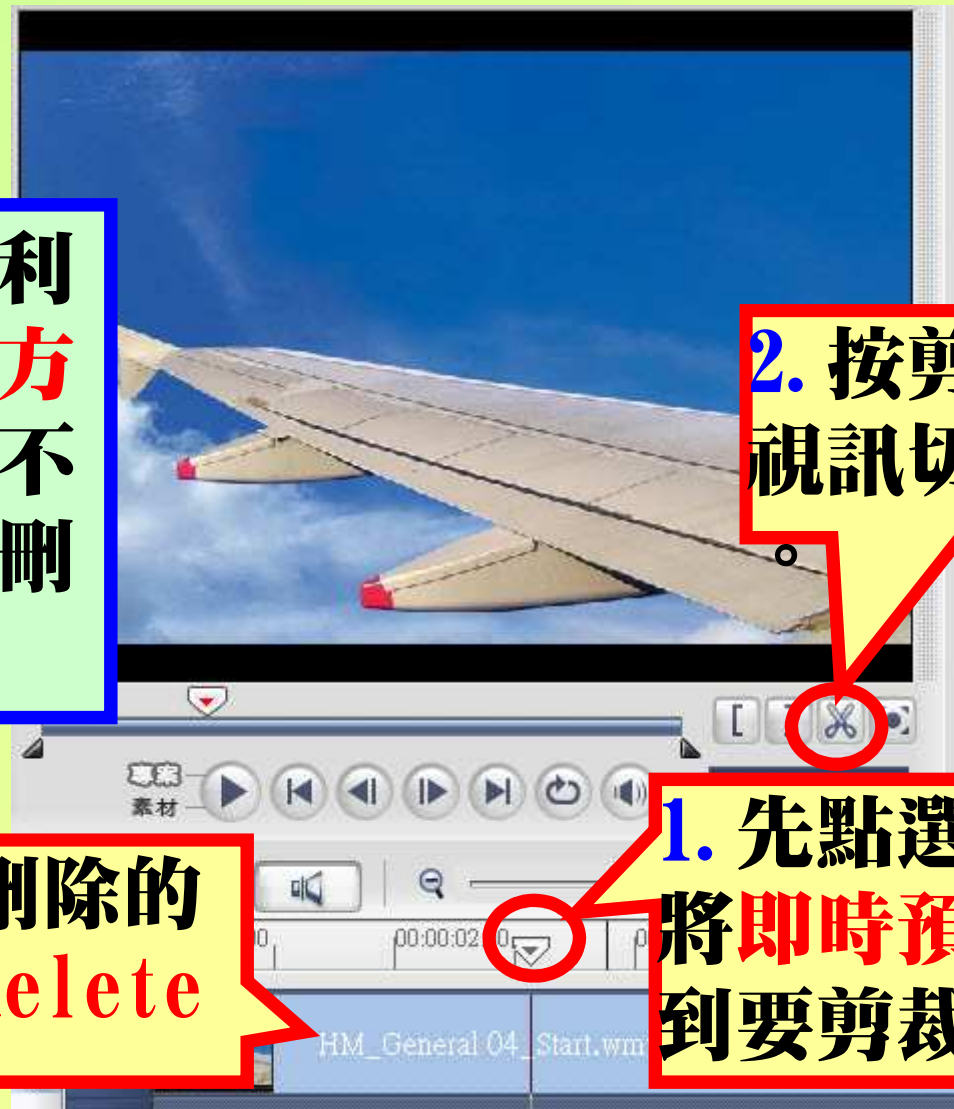 利
方
不
刪
2. 按剪
視訊切
。
專案
素材
1. 先點選
將即時預
到要剪裁
刪除的
elete
00:00:02
HM_General 04_Start.wm